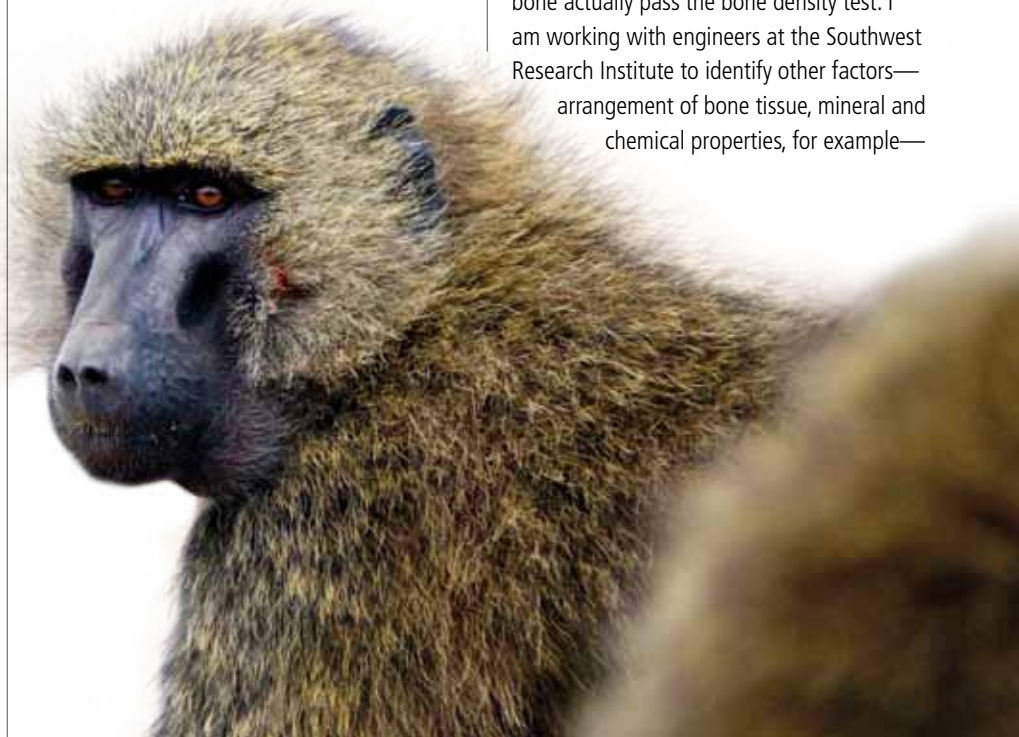 bone actually pass the bone density test. I
am working with engineers at the Southwest
Research Institute to identify other factors—
arrangement of bone tissue, mineral and
chemical properties, for example—